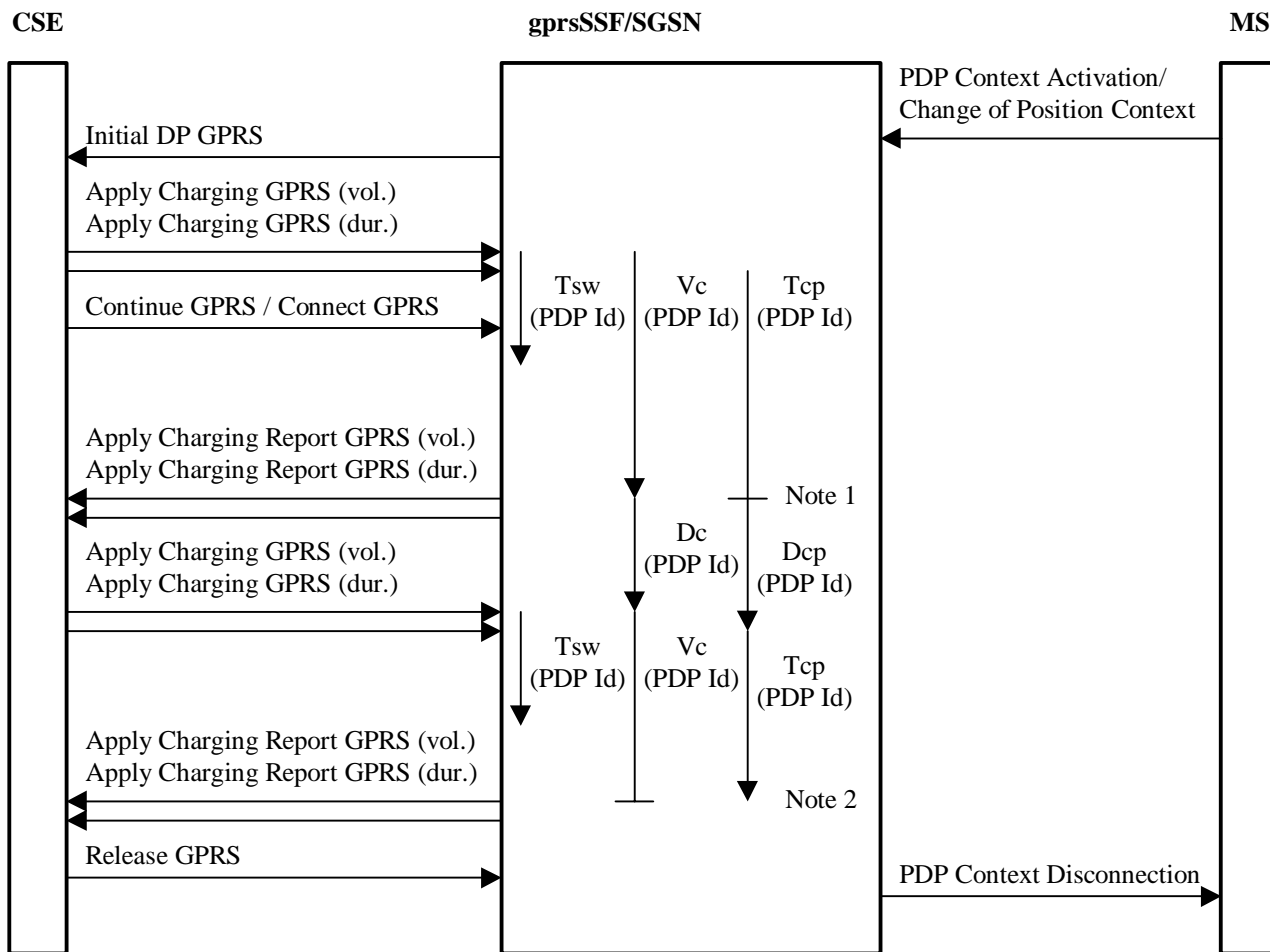 CSE
gprsSSF/SGSN
MS
PDP Context Activation/
Change of Position Context
Initial DP GPRS
Apply Charging GPRS (vol.)
Apply Charging GPRS (dur.)
Tsw
(PDP Id)
Vc
(PDP Id)
Tcp
(PDP Id)
Continue GPRS / Connect GPRS
Apply Charging Report GPRS (vol.)
Apply Charging Report GPRS (dur.)
Note 1
Dc
(PDP Id)
Dcp
(PDP Id)
Apply Charging GPRS (vol.)
Apply Charging GPRS (dur.)
Tsw
(PDP Id)
Vc
(PDP Id)
Tcp
(PDP Id)
Apply Charging Report GPRS (vol.)
Apply Charging Report GPRS (dur.)
Note 2
Release GPRS
PDP Context Disconnection